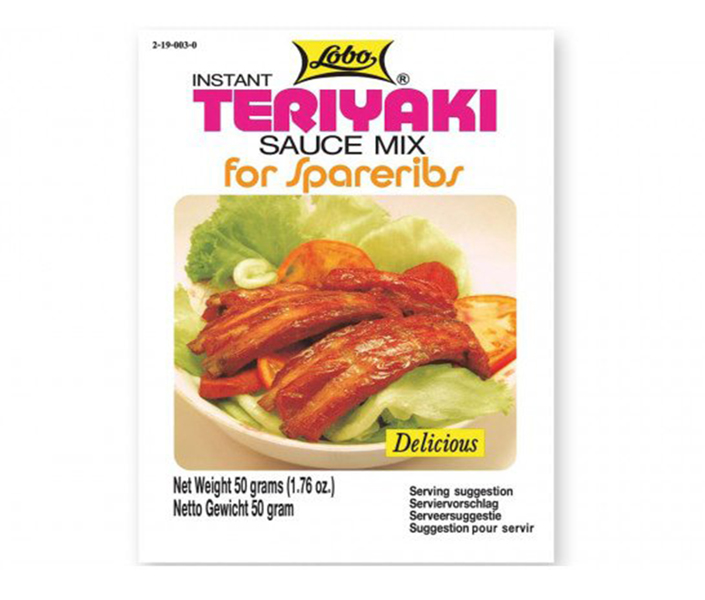 2-19-003-0
Lobo
INSTANT ®
TERIYAKI
SAUCE MIX
for Spareribs
Delicious
Net Weight 50 grams (1.76 oz.)
Netto Gewicht 50 gram
Serving suggestion
Serviervorschlag
Serveersuggestie
Suggestion pour servir